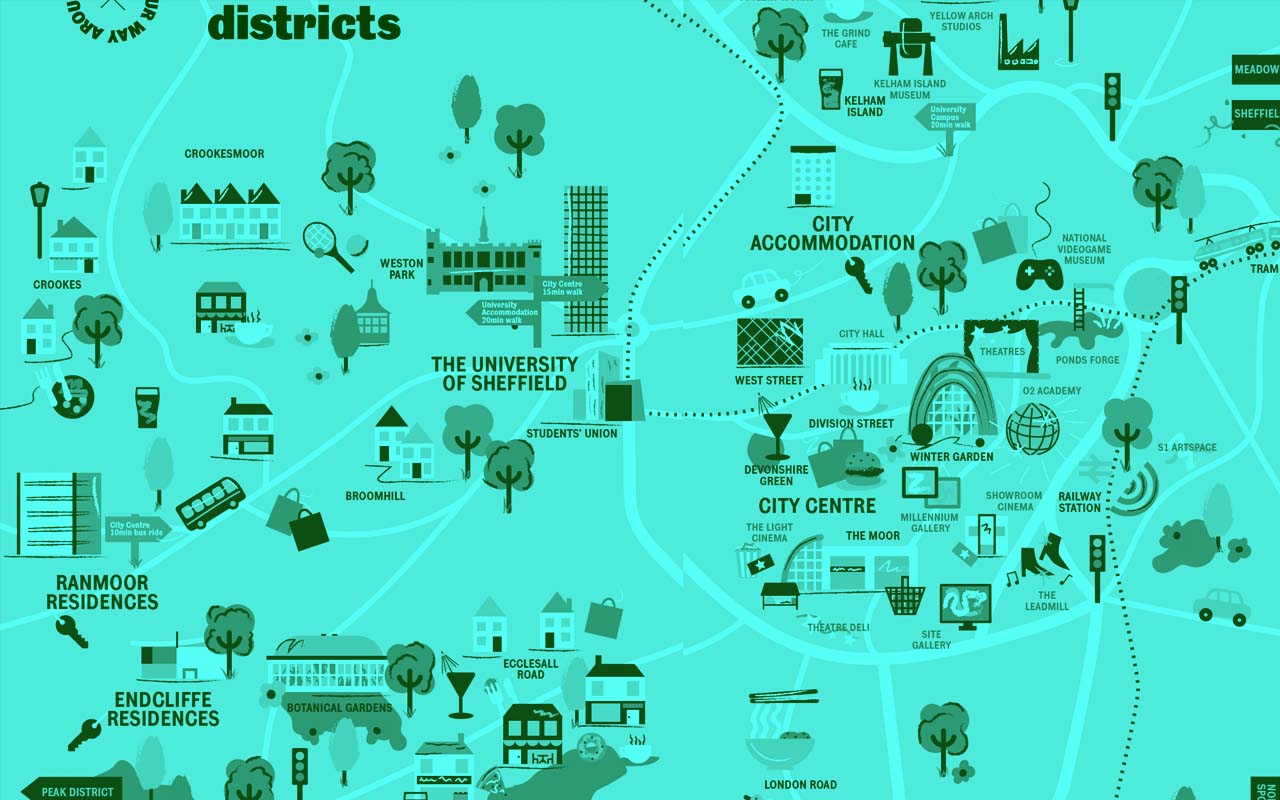 UR WAY AROU
districts
THE GRIND
CAFE
YELLOW ARCH
STUDIOS
KELHAM ISLAND
MUSEUM
KELHAM
ISLAND
University
Campus
20min walk
MEADOW
SHEFFIEL
CROOKESMOOR
CROOKES
WESTON
PARK
City Centre
15min walk
University
Accommodation
20min walk
CITY
ACCOMMODATION
NATIONAL
VIDEOGAME
MUSEUM
TRAM
CITY HALL
THEATRES
PONDS FORGE
THE UNIVERSITY
OF SHEFFIELD
STUDENTS' UNION
WEST STREET
O2 ACADEMY
DIVISION STREET
WINTER GARDEN
DEVONSHIRE
GREEN
S1 ARTSPACE
CITY CENTRE
BROOMHILL
MILLENNIUM
GALLERY
SHOWROOM
CINEMA
RAILWAY
STATION
City Centre
10min bus ride
THE LIGHT
CINEMA
THE MOOR
RANMOOR
RESIDENCES
THE
LEADMILL
THEATRE DELI
SITE
GALLERY
ECCLESALL
ROAD
ENDCLIFFE
RESIDENCES
BOTANICAL GARDENS
PEAK DISTRICT
LONDON ROAD
NO
SPO